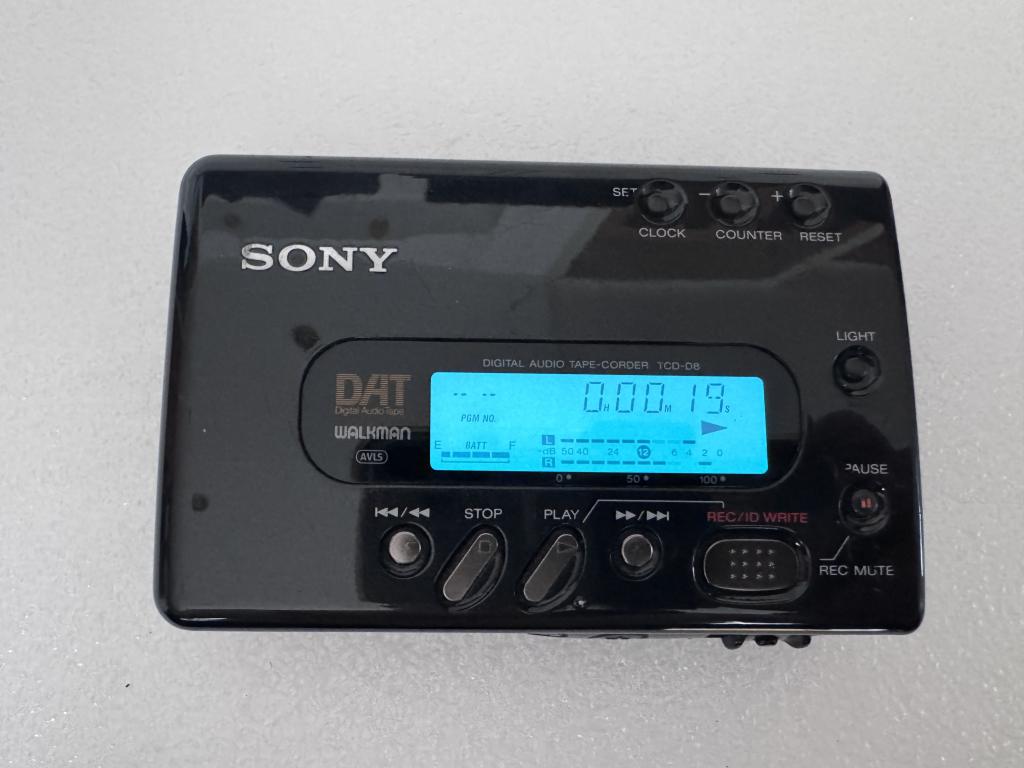 SET − +
CLOCK COUNTER RESET
SONY
LIGHT
DIGITAL AUDIO TAPE-CORDER TCD-D8
DAT
Digital Audio Tape
WALKMAN
AVLS
-- -- 0H00M19S
PGM NO.
E BATT F
L
-dB 50 40 24 12 6 4 2 0
R
0 50 100
PAUSE
⏮/◀◀ STOP PLAY ▶▶/⏭ REC/ID WRITE
REC MUTE